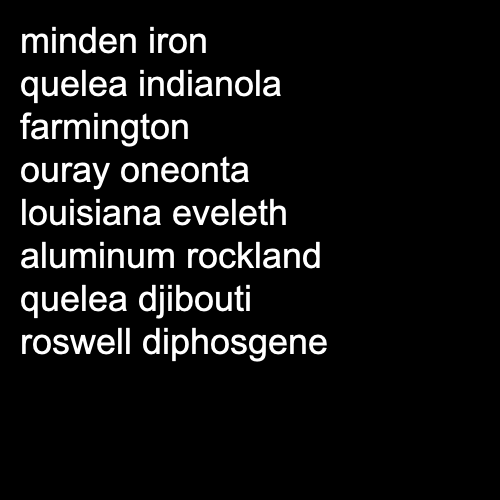 minden iron
quelea indianola
farmington
ouray oneonta
louisiana eveleth
aluminum rockland
quelea djibouti
roswell diphosgene